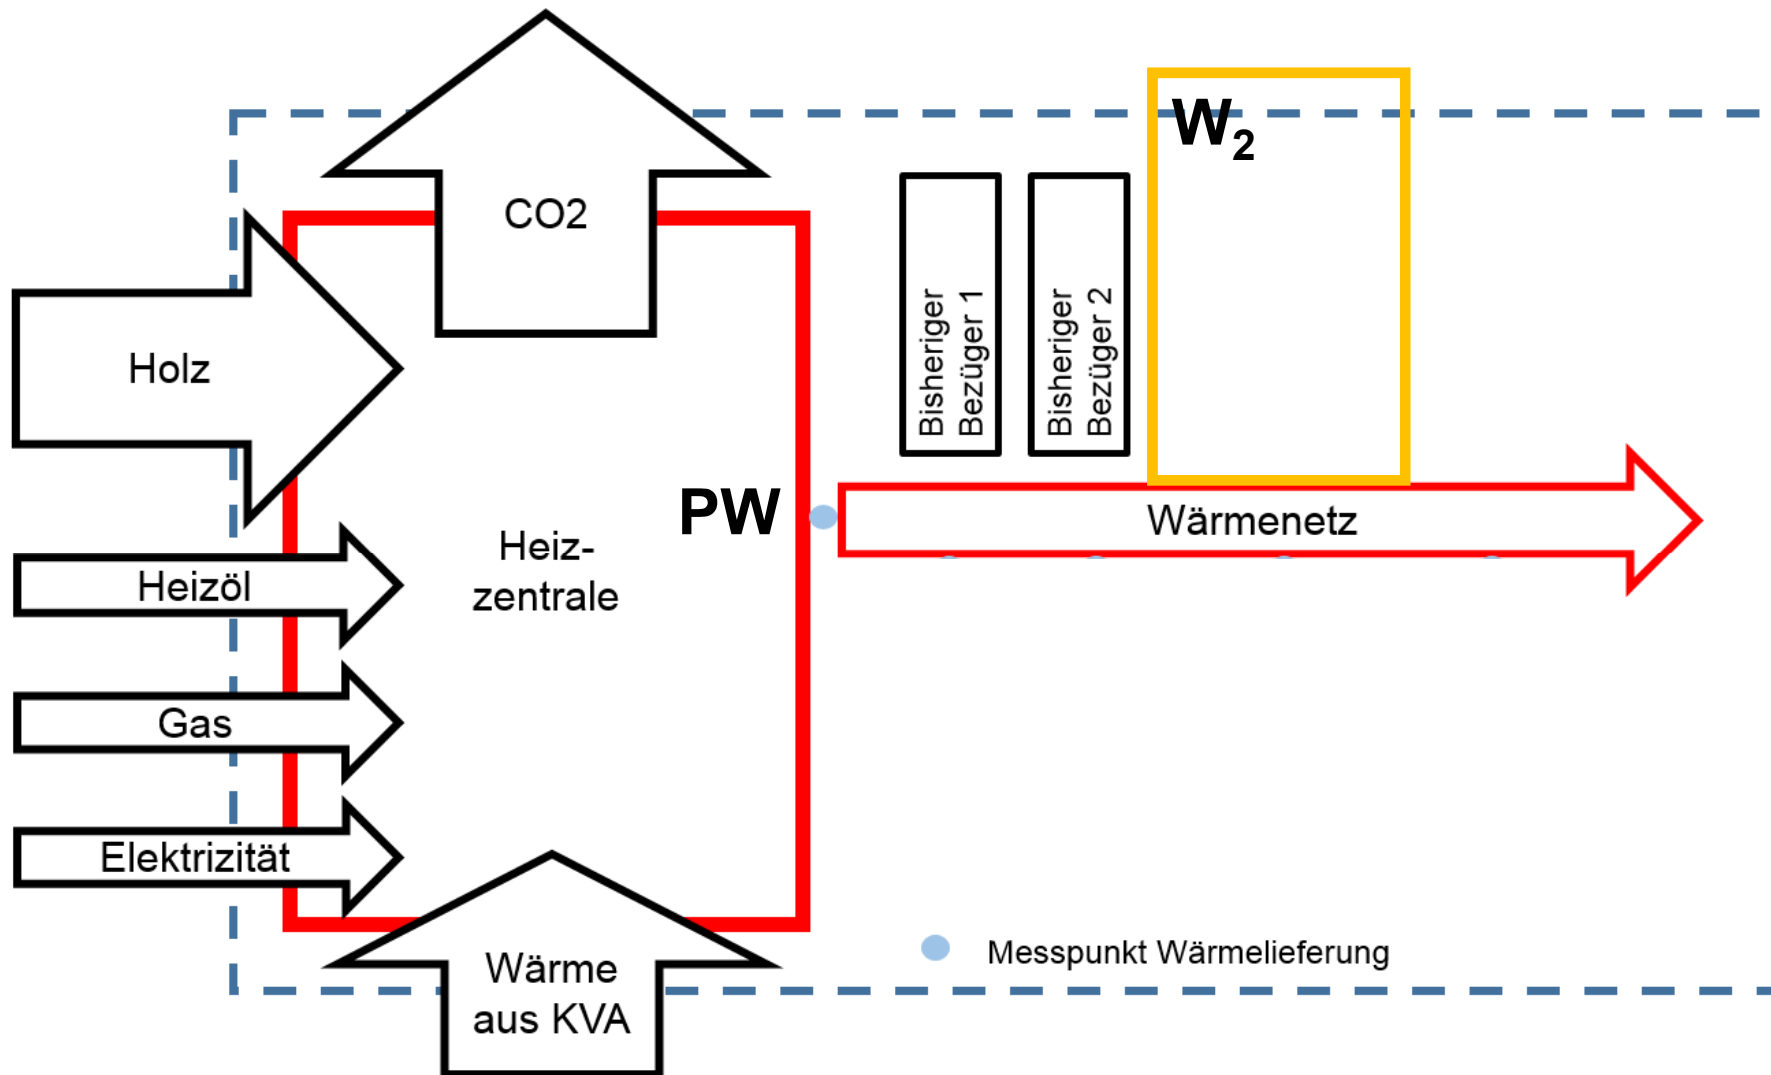 W2
CO2
Bisheriger
Bezüger 1
Bisheriger
Bezüger 2
Holz
PW
Wärmenetz
Heiz-
zentrale
Heizöl
Gas
Elektrizität
Messpunkt Wärmelieferung
Wärme
aus KVA